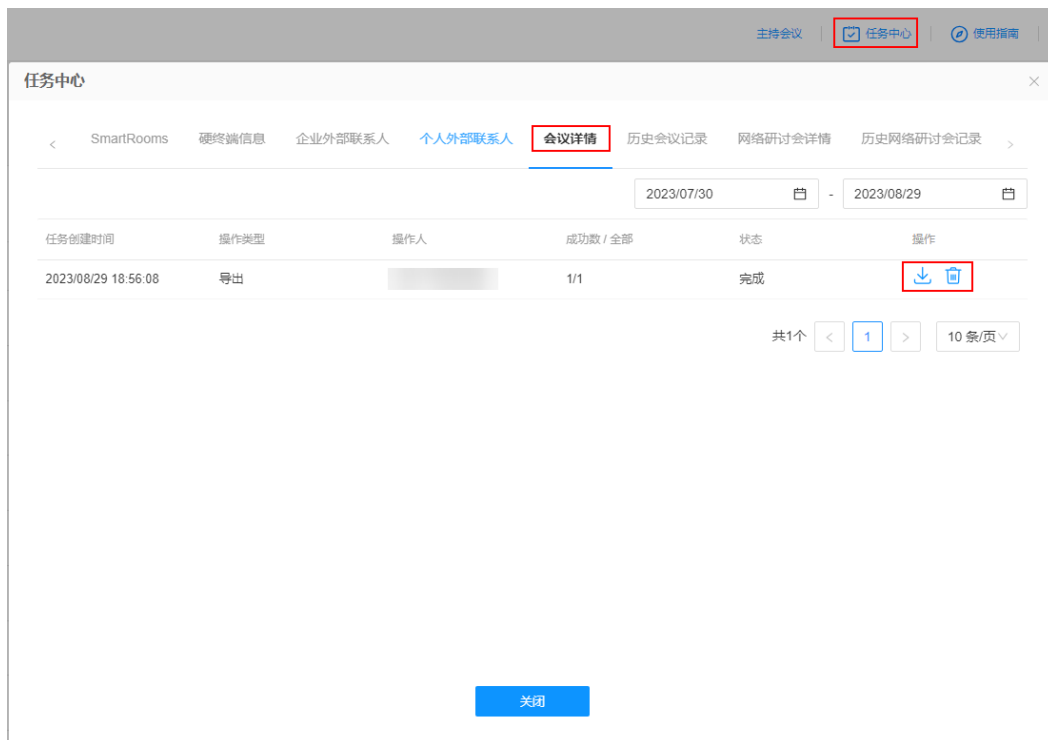 主持会议 任务中心 使用指南
任务中心
SmartRooms 硬终端信息 企业外部联系人 个人外部联系人 会议详情 历史会议记录 网络研讨会详情 历史网络研讨会记录
2023/07/30 - 2023/08/29
任务创建时间 操作类型 操作人 成功数 / 全部 状态 操作
2023/08/29 18:56:08 导出 1/1 完成
共1个 < 1 > 10 条/页
关闭